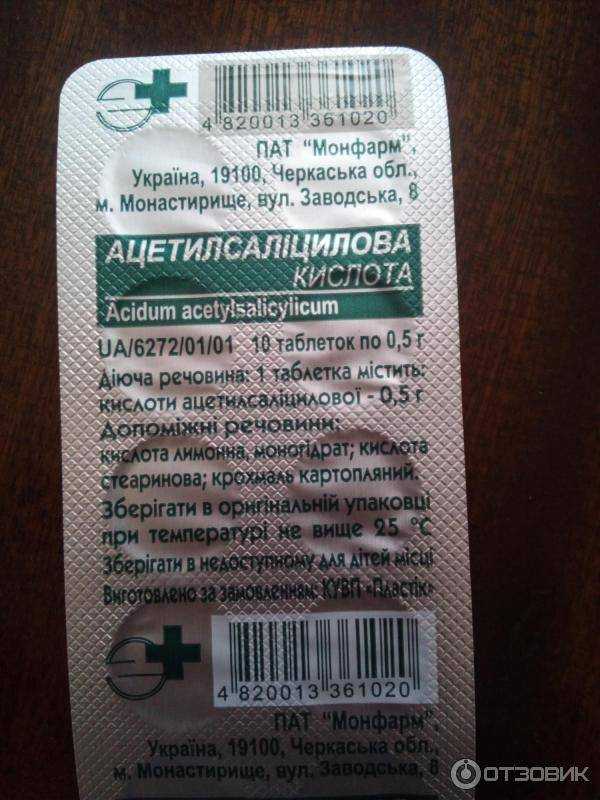 4 820013 361020
ПАТ "Монфарм",
Україна, 19100, Черкаська обл.,
м. Монастирище, вул. Заводська, 8
АЦЕТИЛСАЛІЦИЛОВА
КИСЛОТА
Acidum acetylsalicylicum
UA/6272/01/01 10 таблеток по 0,5 г
Діюча речовина: 1 таблетка містить:
кислоти ацетилсаліцилової - 0,5 г
Допоміжні речовини:
кислота лимонна, моногідрат; кислота
стеаринова; крохмаль картопляний.
Зберігати в оригінальній упаковці
при температурі не вище 25 °С
Зберігати в недоступному для дітей місці
Виготовлено за замовленням: КУВП «Пластік»
4 820013 361020
ПАТ "Монфарм",
Україна, 19100, Черкаська обл.,
м. Монастирище, вул. Заводська, 8
ОТЗОВИК